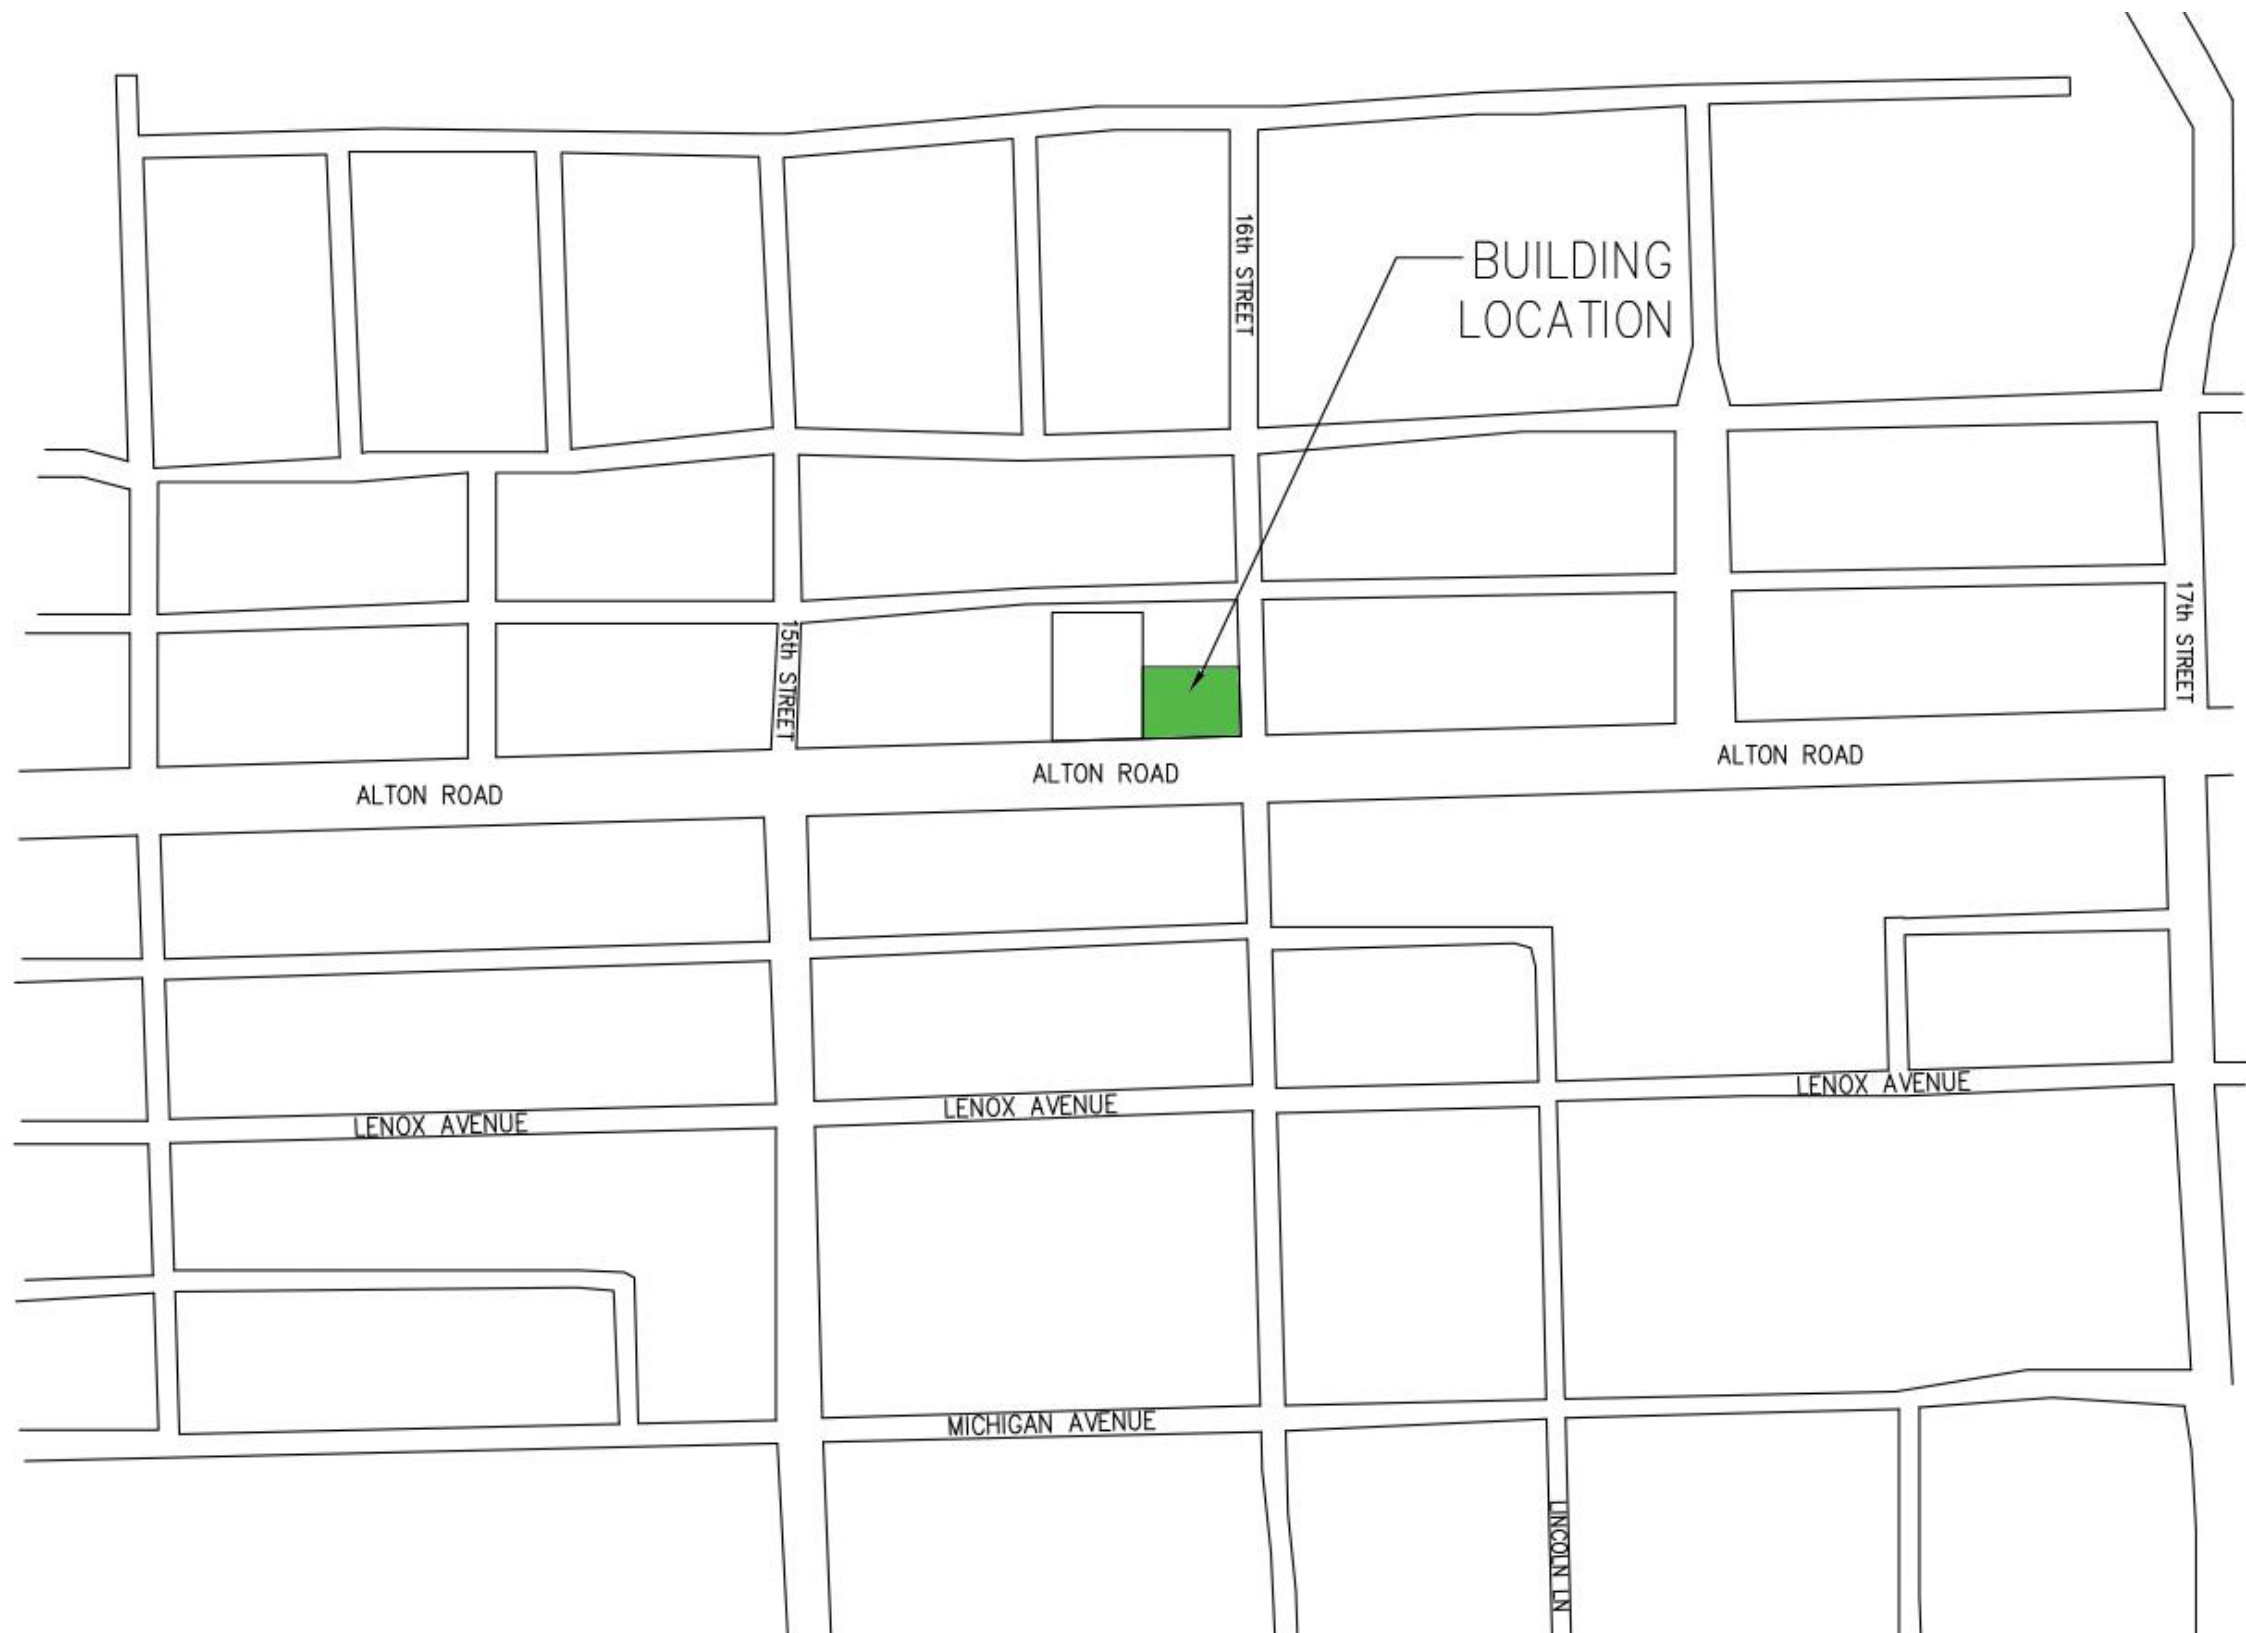 16th STREET
BUILDING
LOCATION
15th STREET
17th STREET
ALTON ROAD
ALTON ROAD
ALTON ROAD
LENOX AVENUE
LENOX AVENUE
LENOX AVENUE
MICHIGAN AVENUE
LINCOLN LN